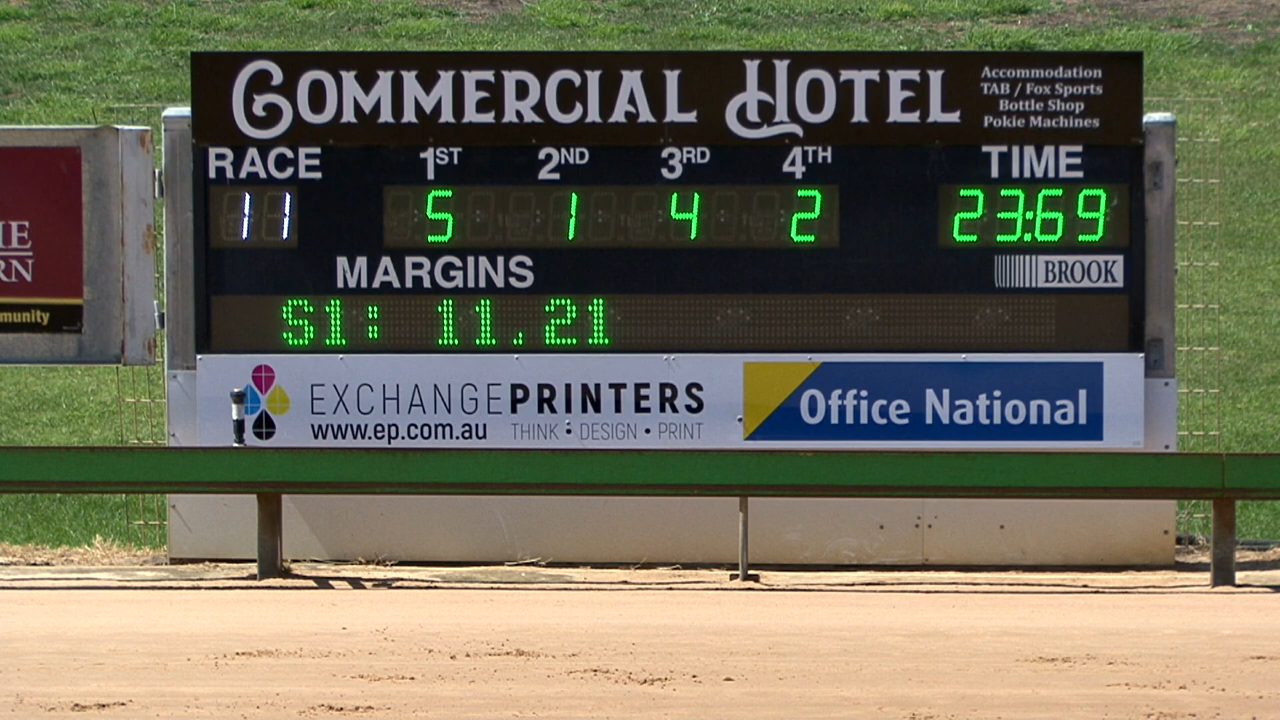 COMMERCIAL HOTEL
Accommodation
TAB / Fox Sports
Bottle Shop
Pokie Machines
RACE 1ST 2ND 3RD 4TH TIME
11 5 1 4 2 23:69
MARGINS
BROOK
S1: 11.21
IE
RN
munity
EXCHANGEPRINTERS
www.ep.com.au THINK • DESIGN • PRINT
Office National